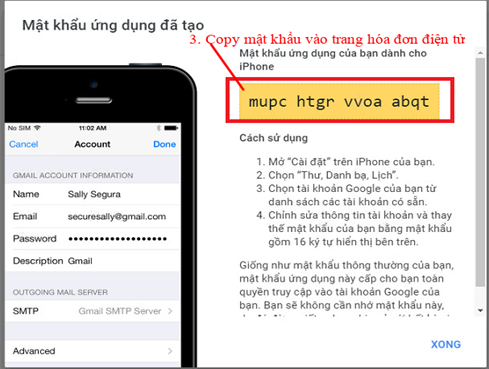 Mật khẩu ứng dụng đã tạo
3. Copy mật khẩu vào trang hóa đơn điện tử
Mật khẩu ứng dụng của bạn dành cho
iPhone
mupc htgr vvoa abqt
Cách sử dụng
1. Mở “Cài đặt” trên iPhone của bạn.
2. Chọn “Thư, Danh bạ, Lịch”.
3. Chọn tài khoản Google của bạn từ
danh sách các tài khoản có sẵn.
4. Chỉnh sửa thông tin tài khoản và thay
thế mật khẩu của bạn bằng mật khẩu
gồm 16 ký tự hiển thị bên trên.
Giống như mật khẩu thông thường của bạn,
mật khẩu ứng dụng này cấp cho bạn toàn
quyền truy cập vào tài khoản Google của
bạn. Bạn sẽ không cần nhớ mật khẩu này,
XONG
No SIM
11:02 AM
Cancel
Account
Done
GMAIL ACCOUNT INFORMATION
Name Sally Segura
Email securesally@gmail.com
Password ••••••••••••••••
Description Gmail
OUTGOING MAIL SERVER
SMTP Gmail SMTP Server >
Advanced >